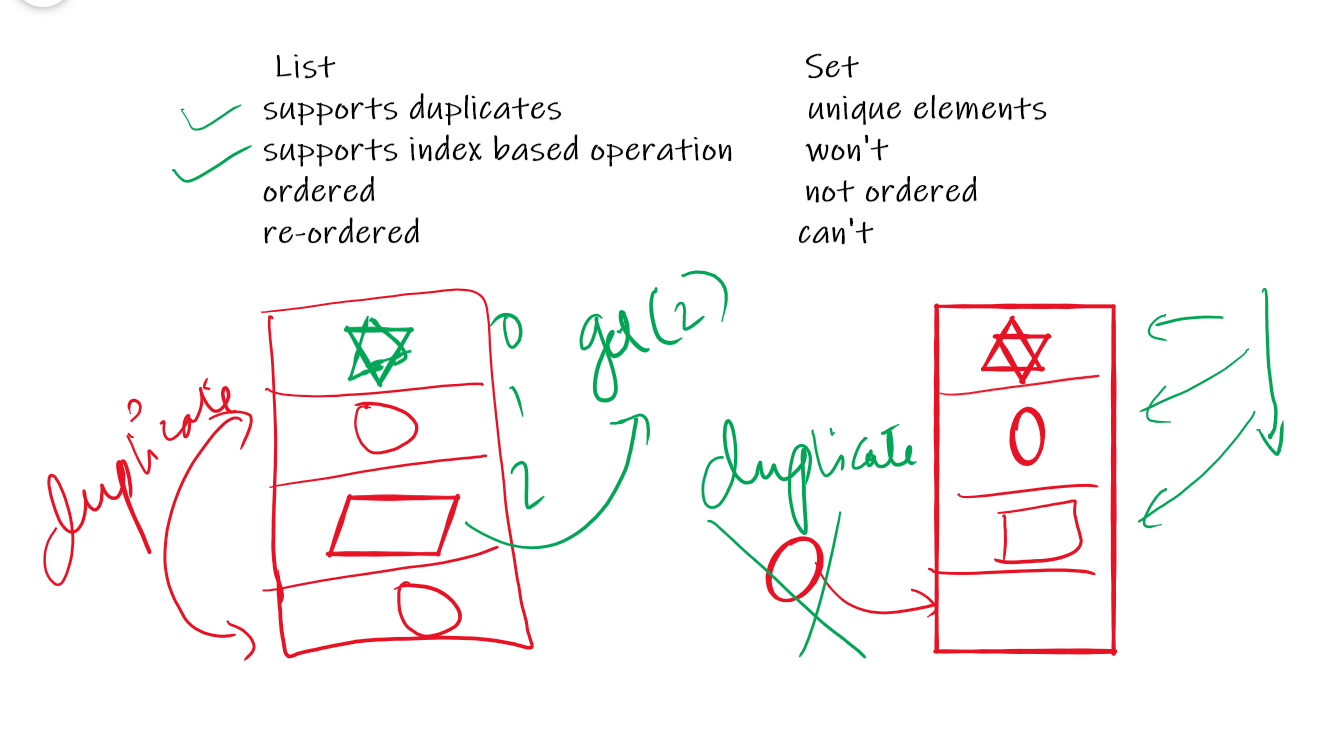 List
supports duplicates
supports index based operation
ordered
re-ordered
Set
unique elements
won't
not ordered
can't
0
1
2
get(2)
duplicate
duplicate